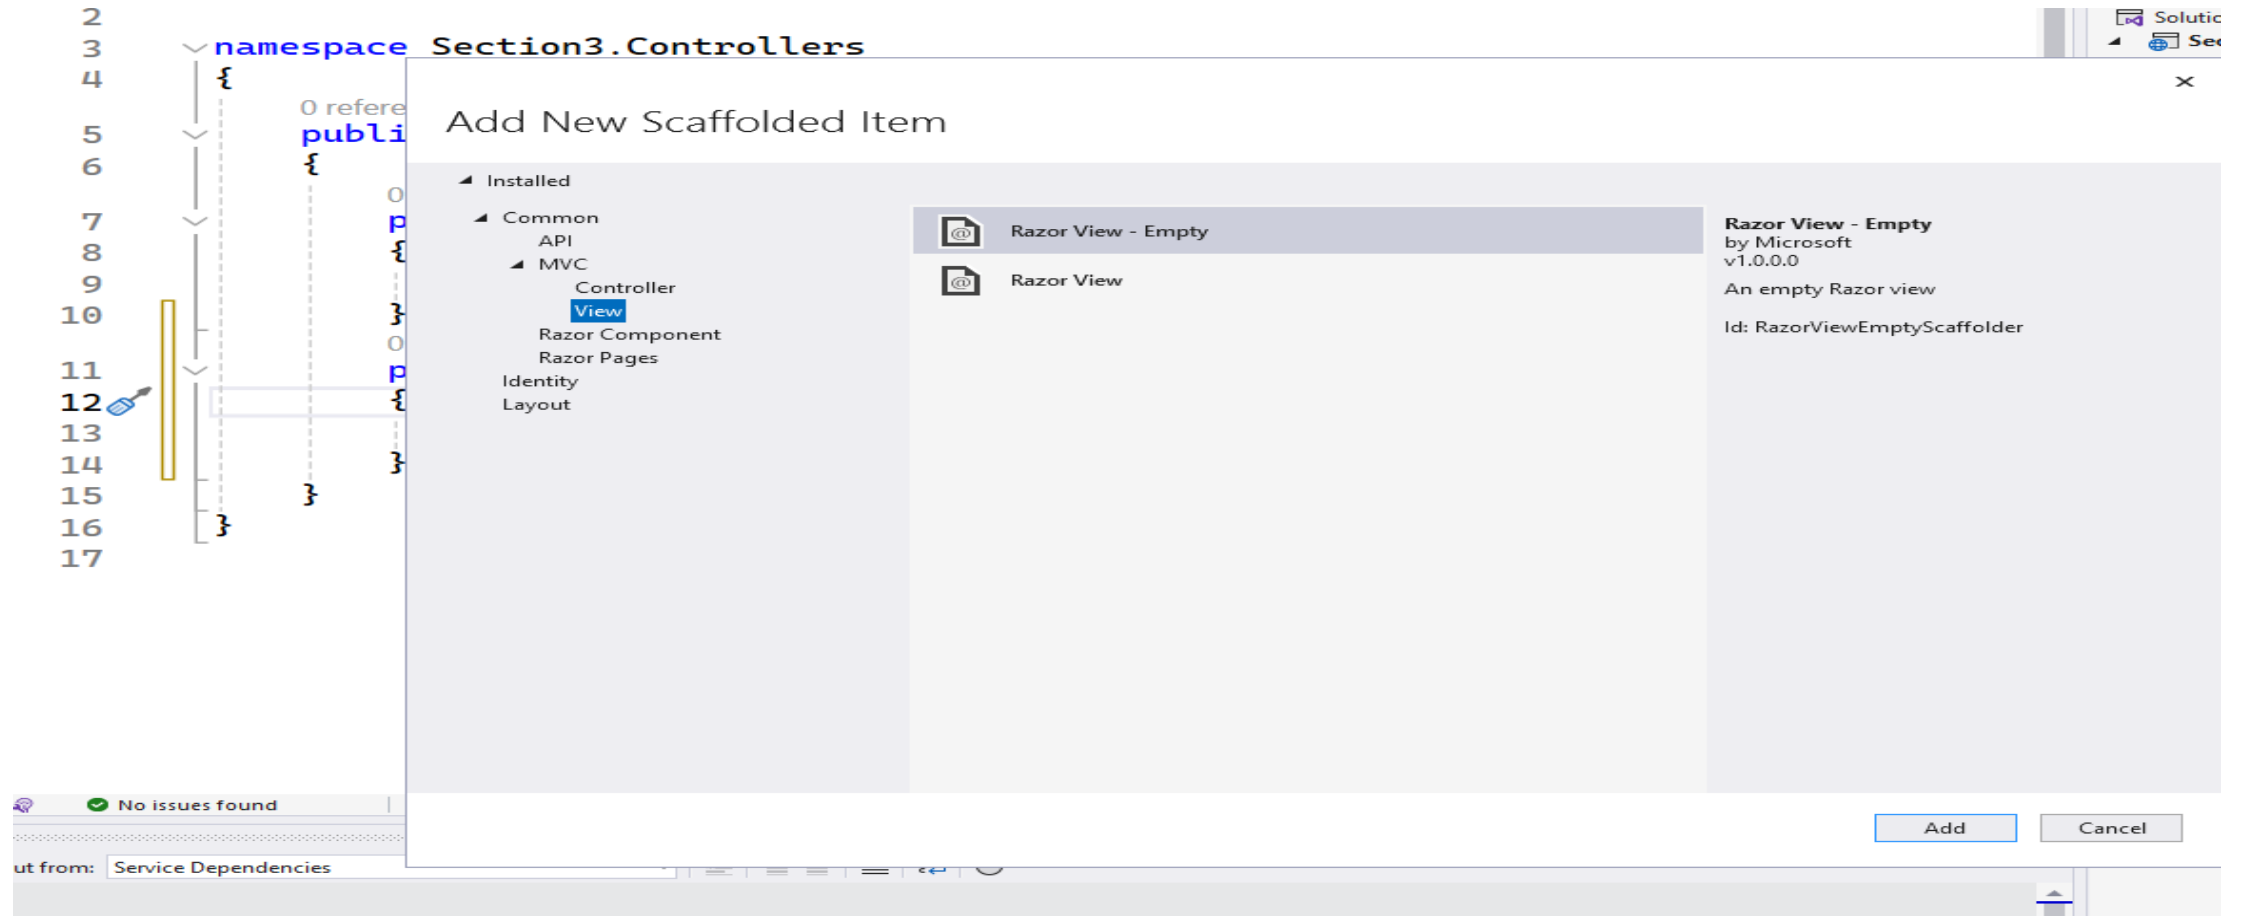 2
3 namespace Section3.Controllers
4 {
0 refere
5 publi
6 {
0
7 p
8 {
9
10 }
0
11 p
12 {
13
14 }
15 }
16 }
17
Solutic
Sec
Add New Scaffolded Item
Installed
Common
API
MVC
Controller
View
Razor Component
Razor Pages
Identity
Layout
@ Razor View - Empty
@ Razor View
Razor View - Empty
by Microsoft
v1.0.0.0
An empty Razor view
Id: RazorViewEmptyScaffolder
Add Cancel
No issues found
ut from: Service Dependencies